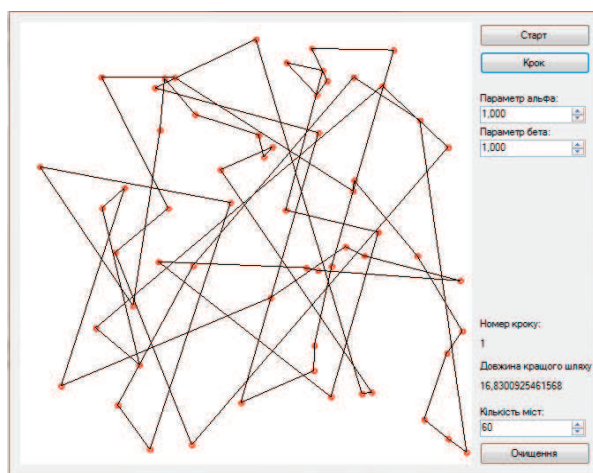 Старт
Крок
Параметр альфа:
1,000
Параметр бета:
1,000
Номер кроку:
1
Довжина кращого шляху
16,8300925461568
Кількість міст:
60
Очищення